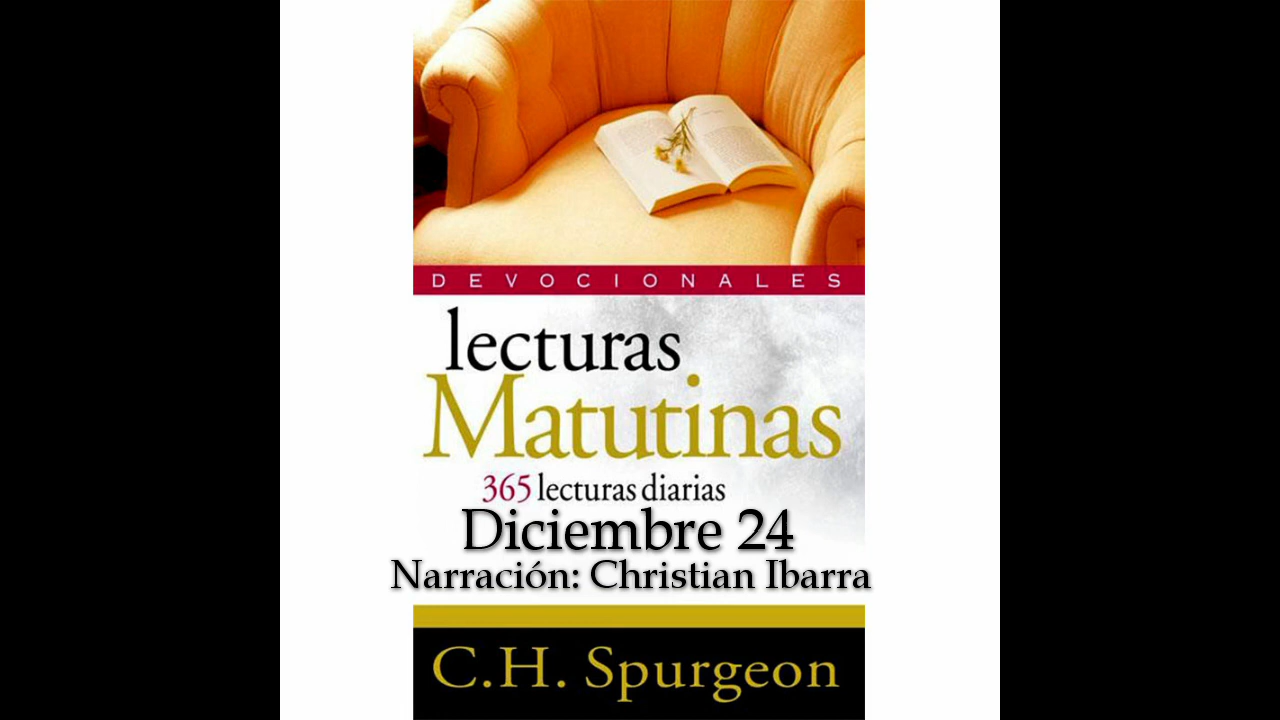 DEVOCIONALES
lecturas
Matutinas
365 lecturas diarias
Diciembre 24
Narración: Christian Ibarra
C.H. Spurgeon